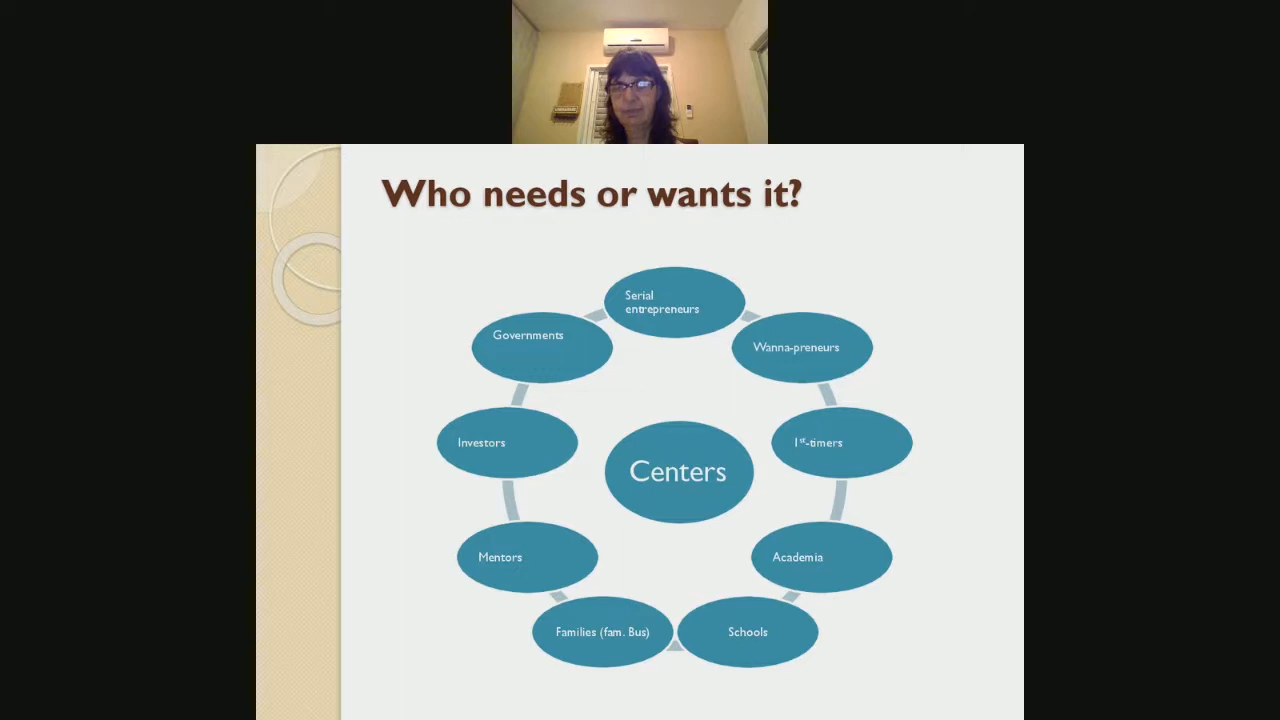 Who needs or wants it?
Serial
entrepreneurs
Governments
Wanna-preneurs
Investors
1st-timers
Centers
Mentors
Academia
Families (fam. Bus)
Schools